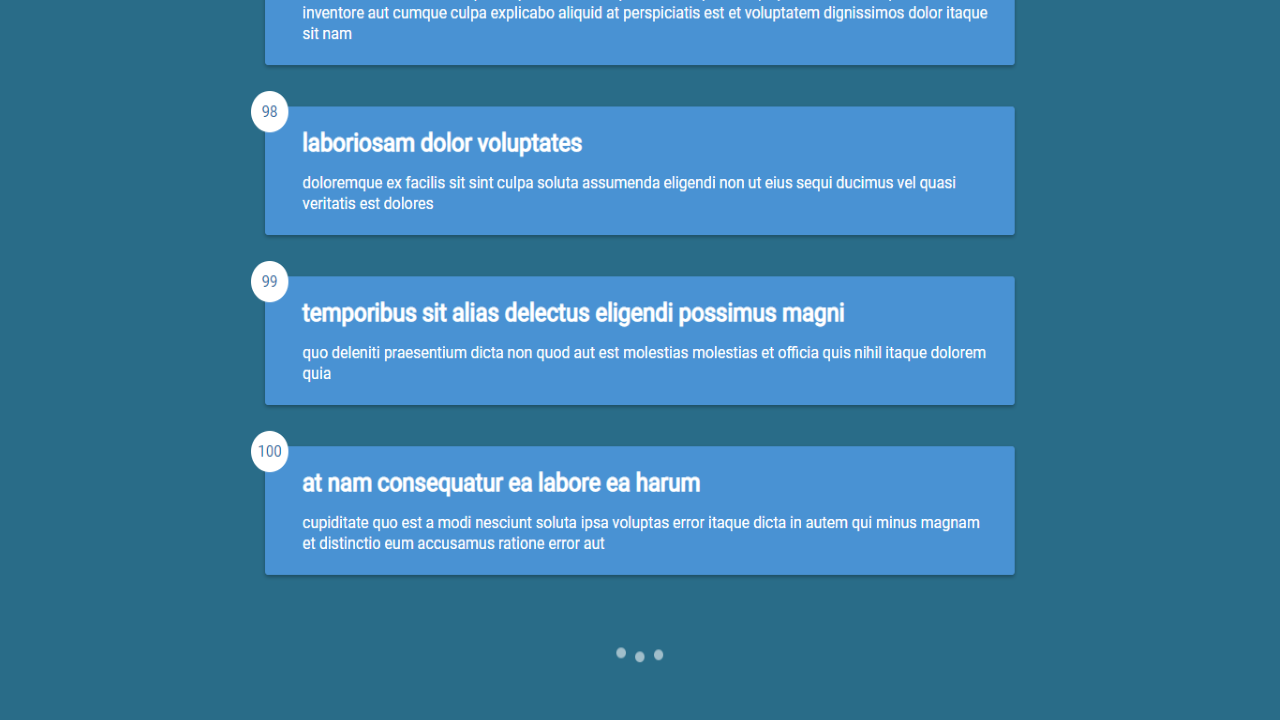 inventore aut cumque culpa explicabo aliquid at perspiciatis est et voluptatem dignissimos dolor itaque
sit nam
98
laboriosam dolor voluptates
doloremque ex facilis sit sint culpa soluta assumenda eligendi non ut eius sequi ducimus vel quasi
veritatis est dolores
99
temporibus sit alias delectus eligendi possimus magni
quo deleniti praesentium dicta non quod aut est molestias molestias et officia quis nihil itaque dolorem
quia
100
at nam consequatur ea labore ea harum
cupiditate quo est a modi nesciunt soluta ipsa voluptas error itaque dicta in autem qui minus magnam
et distinctio eum accusamus ratione error aut